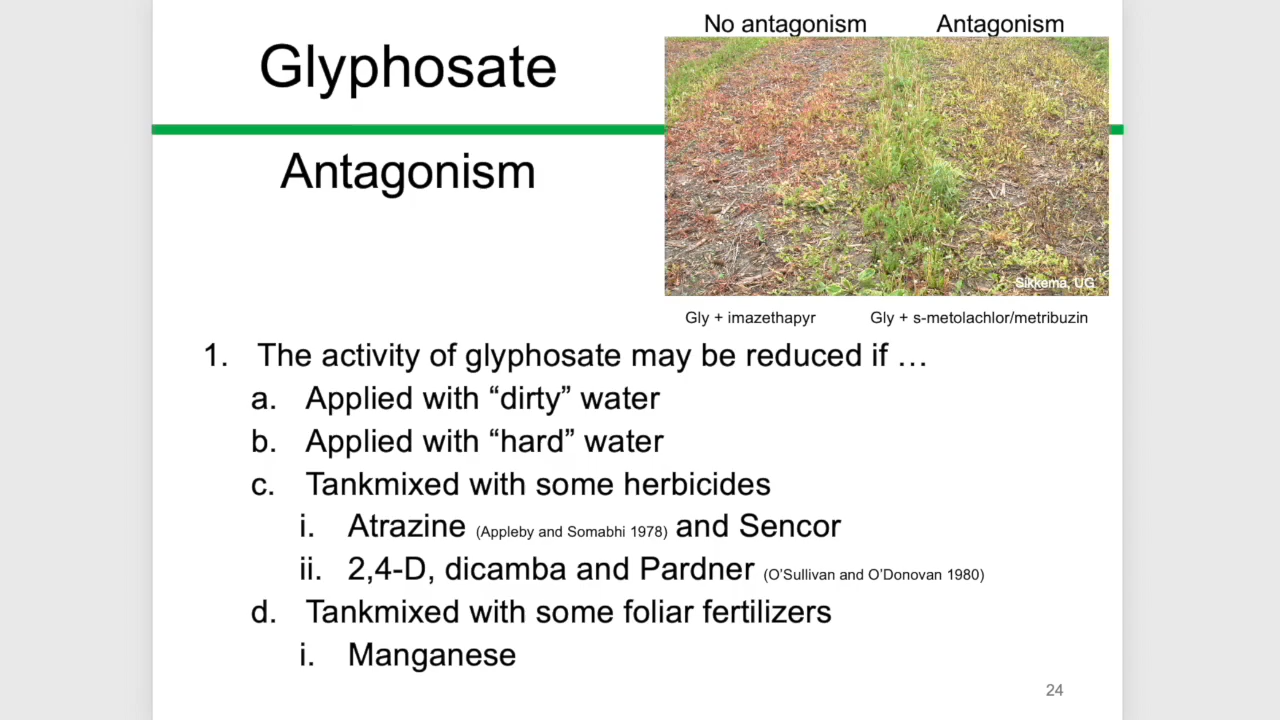 No antagonism Antagonism
Glyphosate
Antagonism
Sikkema, UG
Gly + imazethapyr Gly + s-metolachlor/metribuzin
1. The activity of glyphosate may be reduced if …
a. Applied with “dirty” water
b. Applied with “hard” water
c. Tankmixed with some herbicides
i. Atrazine (Appleby and Somabhi 1978) and Sencor
ii. 2,4-D, dicamba and Pardner (O’Sullivan and O’Donovan 1980)
d. Tankmixed with some foliar fertilizers
i. Manganese
24